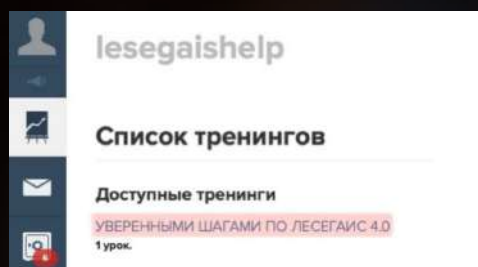 lesegaishelp
Список тренингов
Доступные тренинги
УВЕРЕННЫМИ ШАГАМИ ПО ЛЕСЕГАИС 4.0
1 урок.